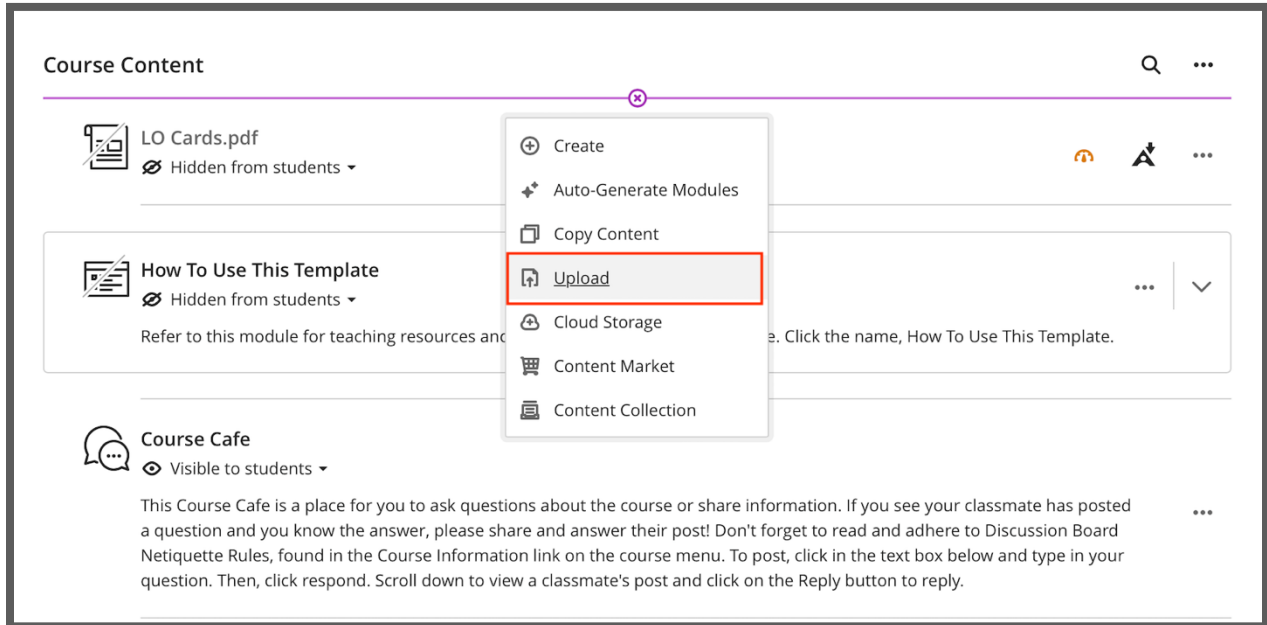 Course Content
LO Cards.pdf
Hidden from students
Create
Auto-Generate Modules
Copy Content
Upload
Cloud Storage
Content Market
Content Collection
How To Use This Template
Hidden from students
Refer to this module for teaching resources and
e. Click the name, How To Use This Template.
Course Cafe
Visible to students
This Course Cafe is a place for you to ask questions about the course or share information. If you see your classmate has posted
a question and you know the answer, please share and answer their post! Don't forget to read and adhere to Discussion Board
Netiquette Rules, found in the Course Information link on the course menu. To post, click in the text box below and type in your
question. Then, click respond. Scroll down to view a classmate's post and click on the Reply button to reply.